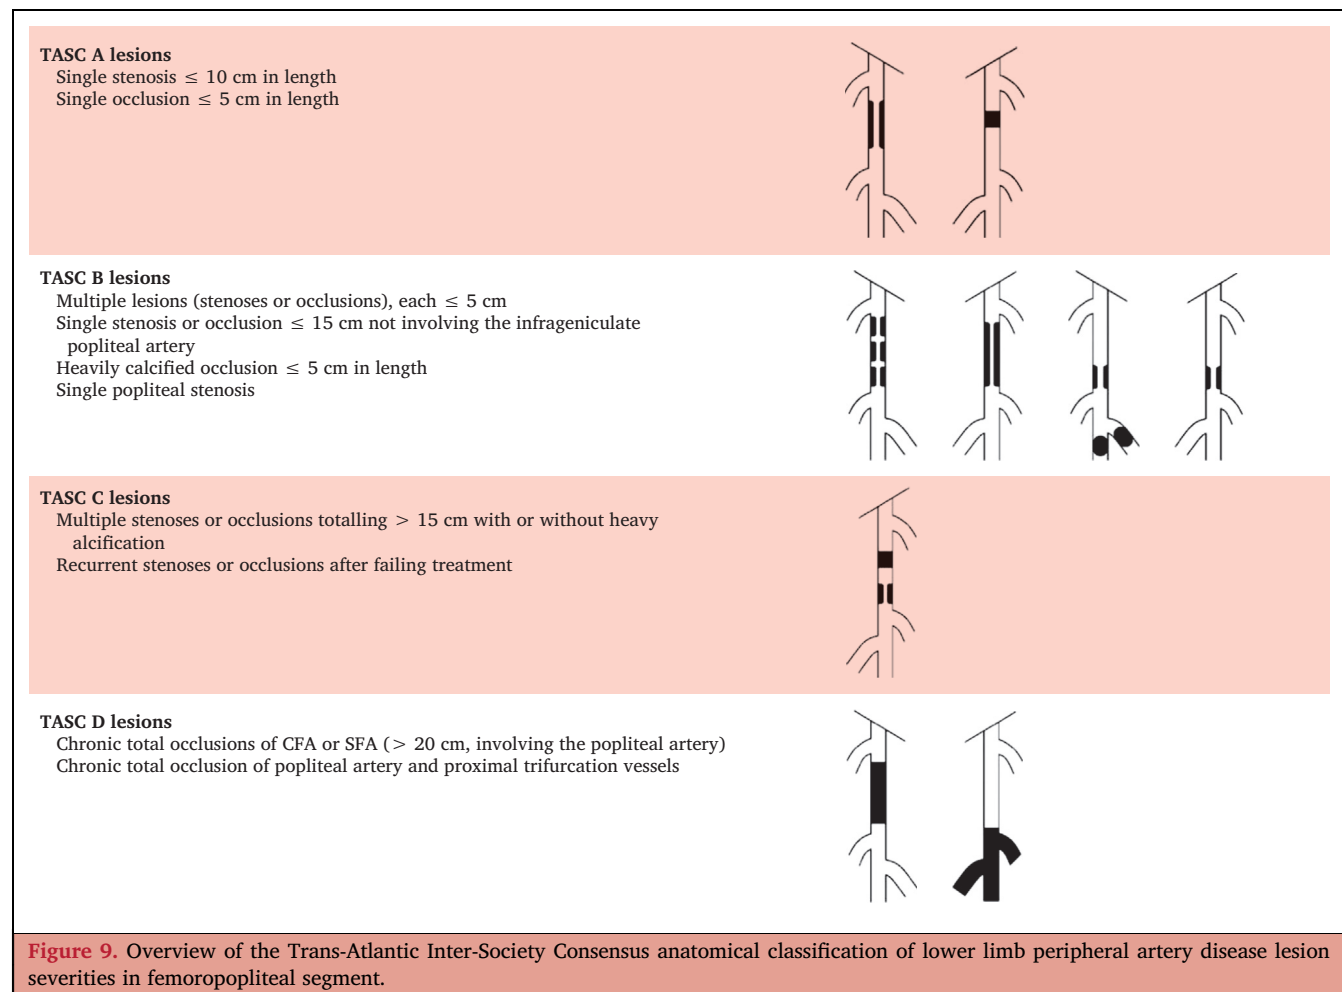 TASC A lesions
Single stenosis ≤ 10 cm in length
Single occlusion ≤ 5 cm in length
TASC B lesions
Multiple lesions (stenoses or occlusions), each ≤ 5 cm
Single stenosis or occlusion ≤ 15 cm not involving the infrageniculate
popliteal artery
Heavily calcified occlusion ≤ 5 cm in length
Single popliteal stenosis
TASC C lesions
Multiple stenoses or occlusions totalling > 15 cm with or without heavy
alcification
Recurrent stenoses or occlusions after failing treatment
TASC D lesions
Chronic total occlusions of CFA or SFA (> 20 cm, involving the popliteal artery)
Chronic total occlusion of popliteal artery and proximal trifurcation vessels
Figure 9. Overview of the Trans-Atlantic Inter-Society Consensus anatomical classification of lower limb peripheral artery disease lesion
severities in femoropopliteal segment.